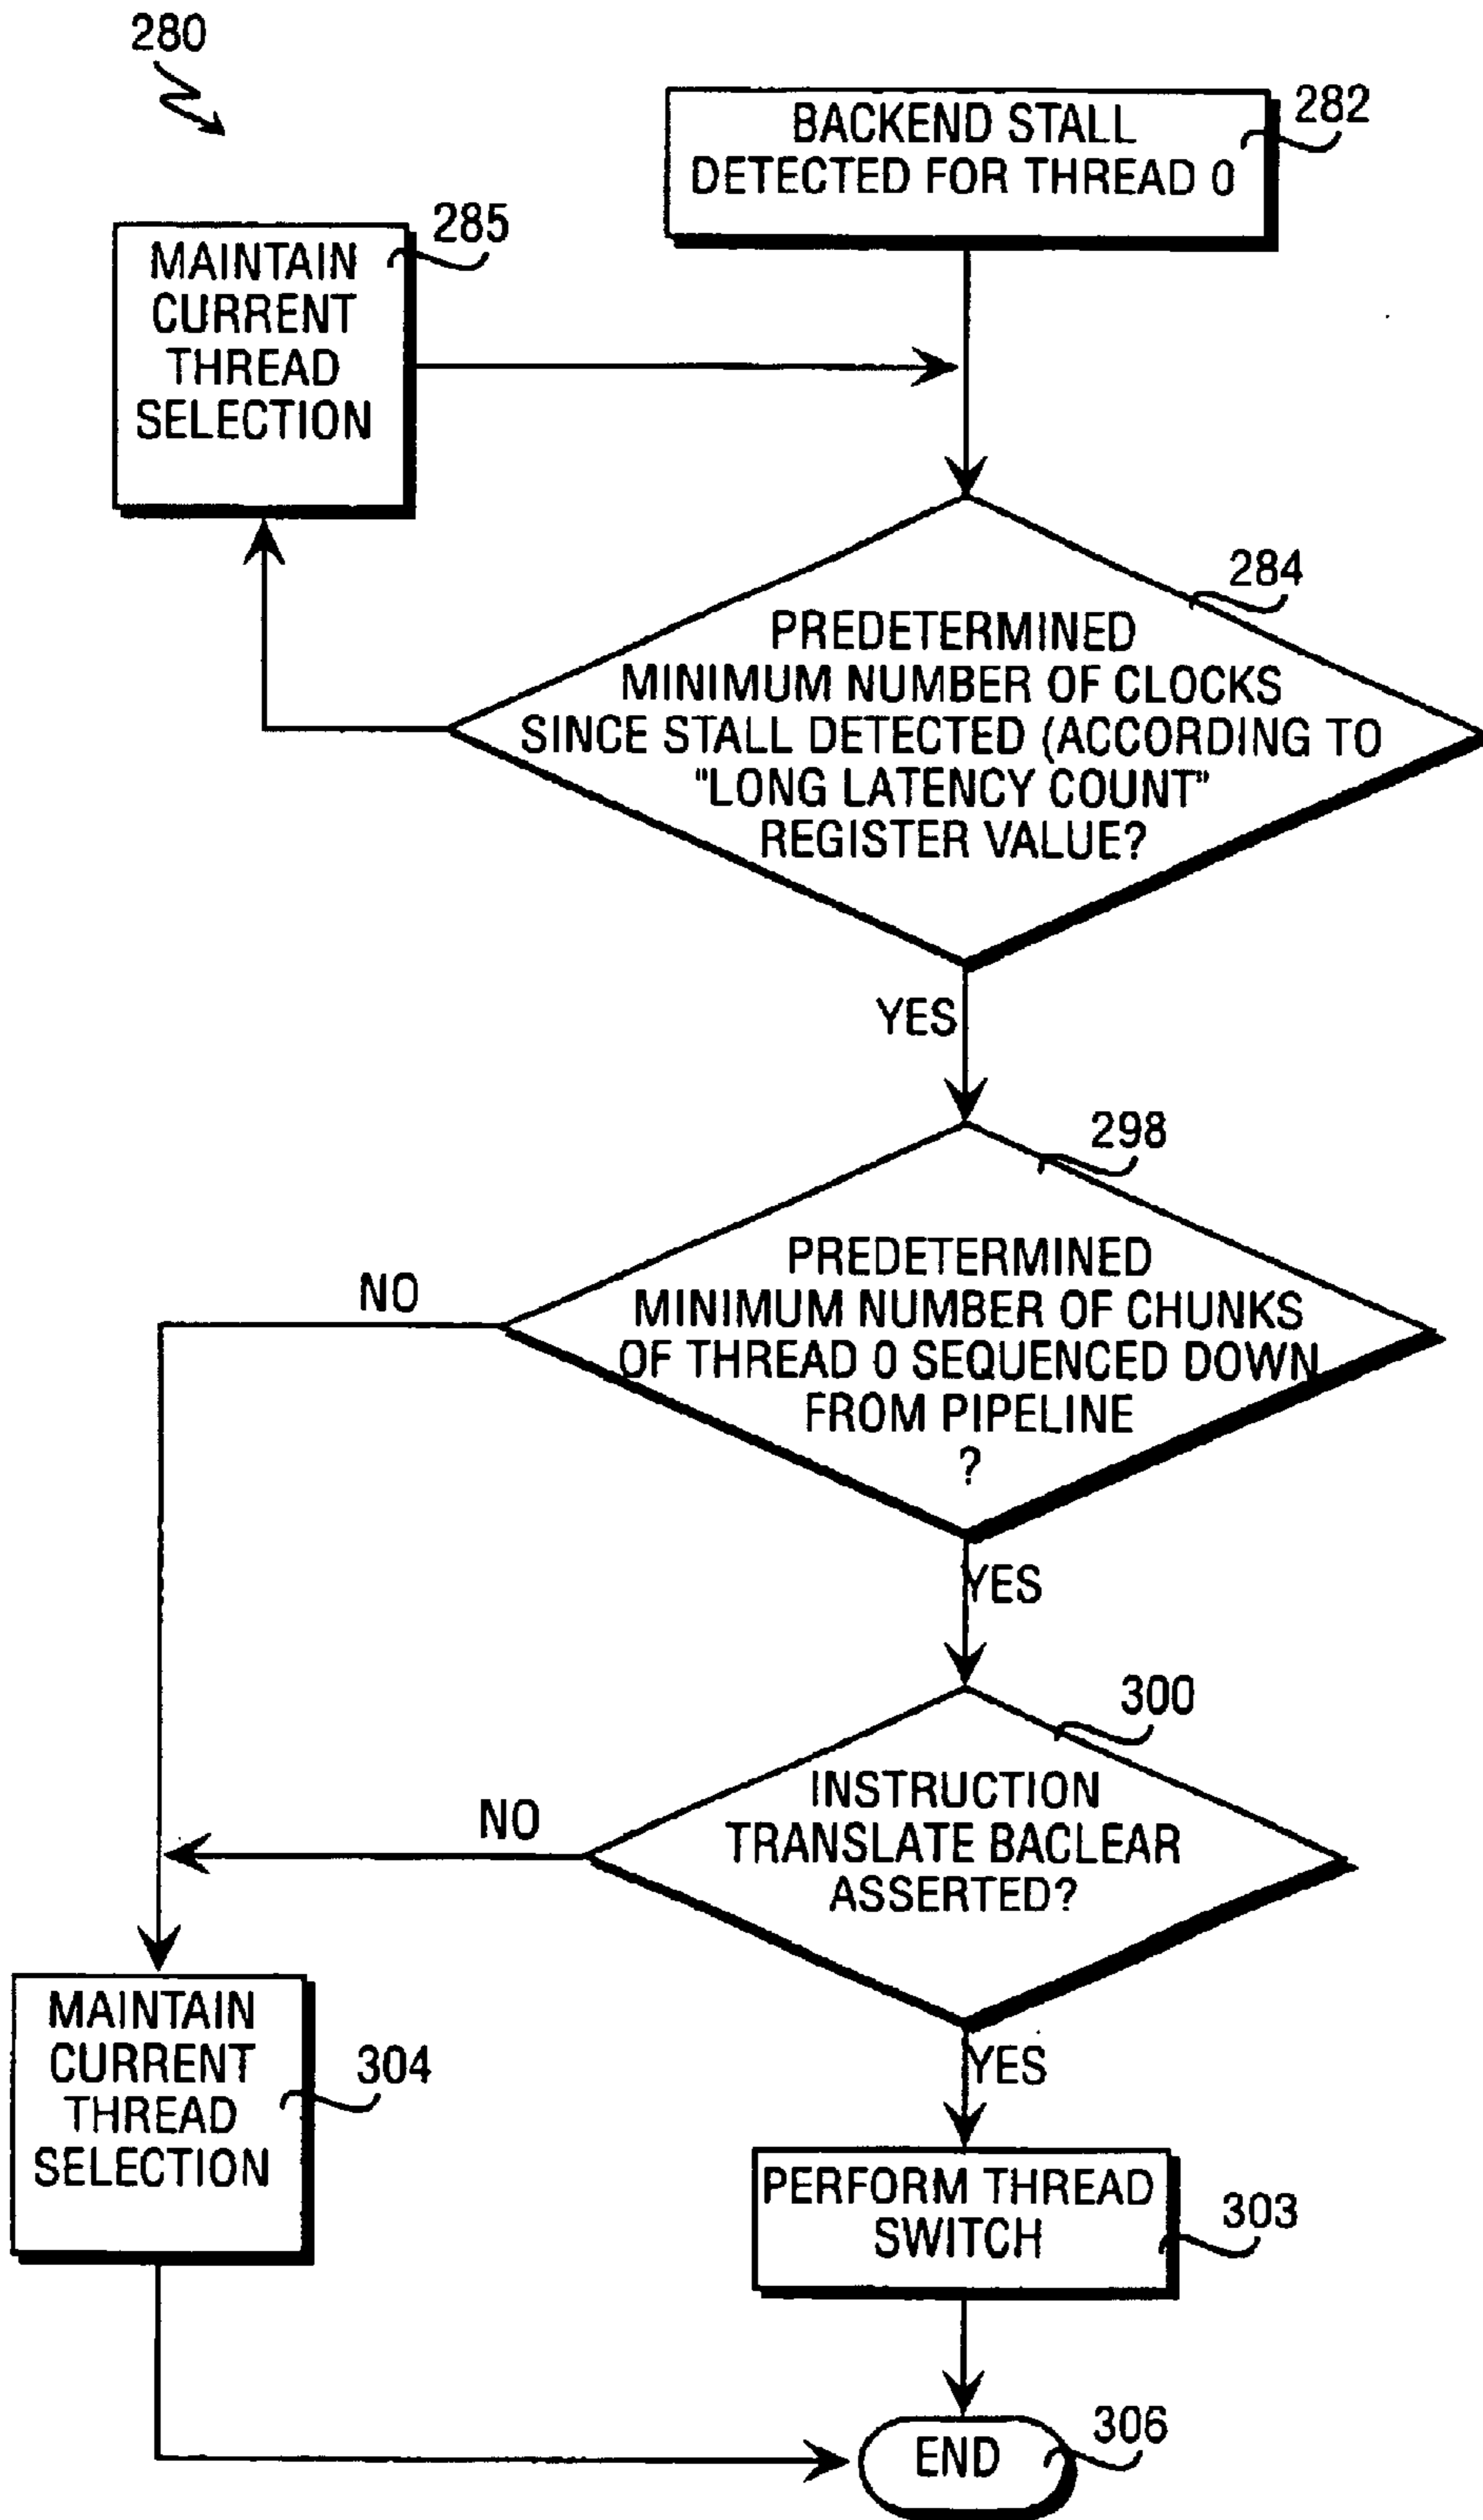 280
BACKEND STALL
DETECTED FOR THREAD 0
282
MAINTAIN
CURRENT
THREAD
SELECTION
285
PREDETERMINED
MINIMUM NUMBER OF CLOCKS
SINCE STALL DETECTED (ACCORDING TO
"LONG LATENCY COUNT"
REGISTER VALUE?
284
YES
PREDETERMINED
MINIMUM NUMBER OF CHUNKS
OF THREAD 0 SEQUENCED DOWN
FROM PIPELINE
?
298
NO
YES
INSTRUCTION
TRANSLATE BACLEAR
ASSERTED?
300
NO
YES
MAINTAIN
CURRENT
THREAD
SELECTION
304
PERFORM THREAD
SWITCH
303
END
306